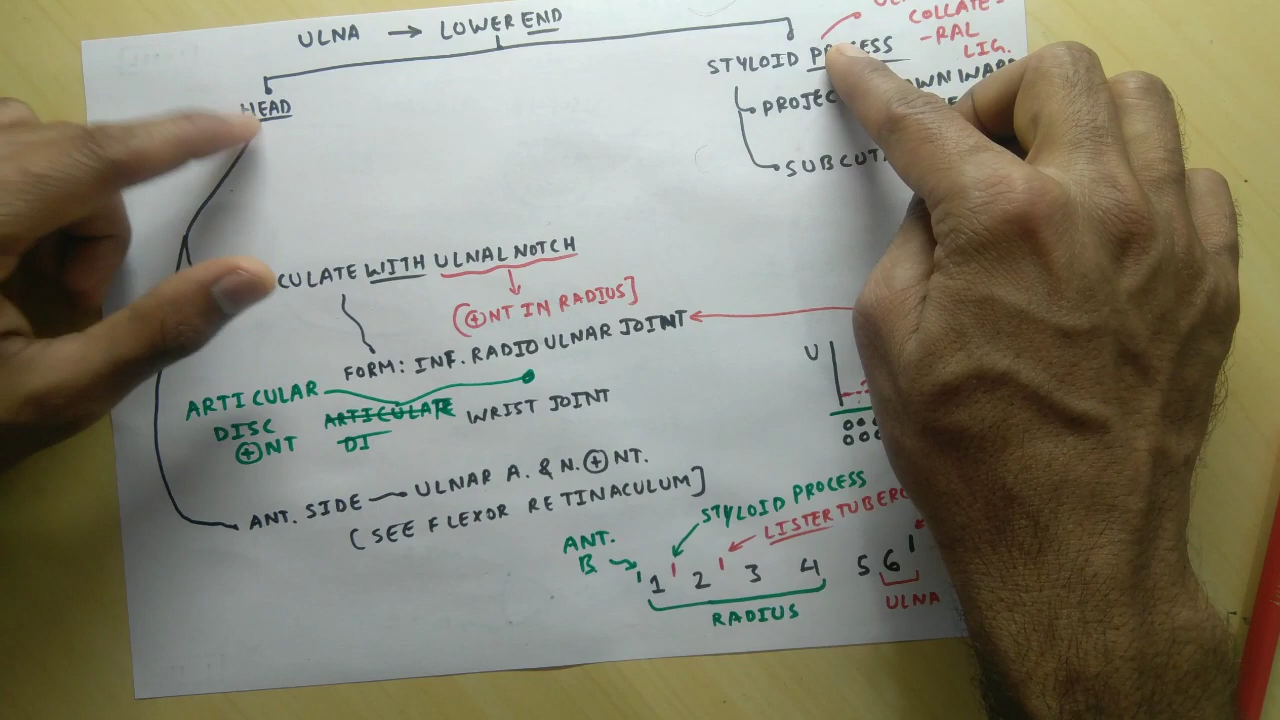 ULNA → LOWER END
COLLATE-
-RAL
LIG.
STYLOID PROCESS
HEAD
SUBCUT
CULATE WITH ULNAL NOTCH
(⊕NT IN RADIUS]
FORM: INF. RADIO ULNAR JOINT
U
ARTICULAR
DISC
⊕NT
ARTICULATE
DI
WRIST JOINT
ANT. SIDE — ULNAR A. & N. ⊕NT.
(SEE FLEXOR RETINACULUM]
STYLOID PROCESS
LISTER TUBERC
ANT.
B
1 2 3 4 5 6
RADIUS
ULNA